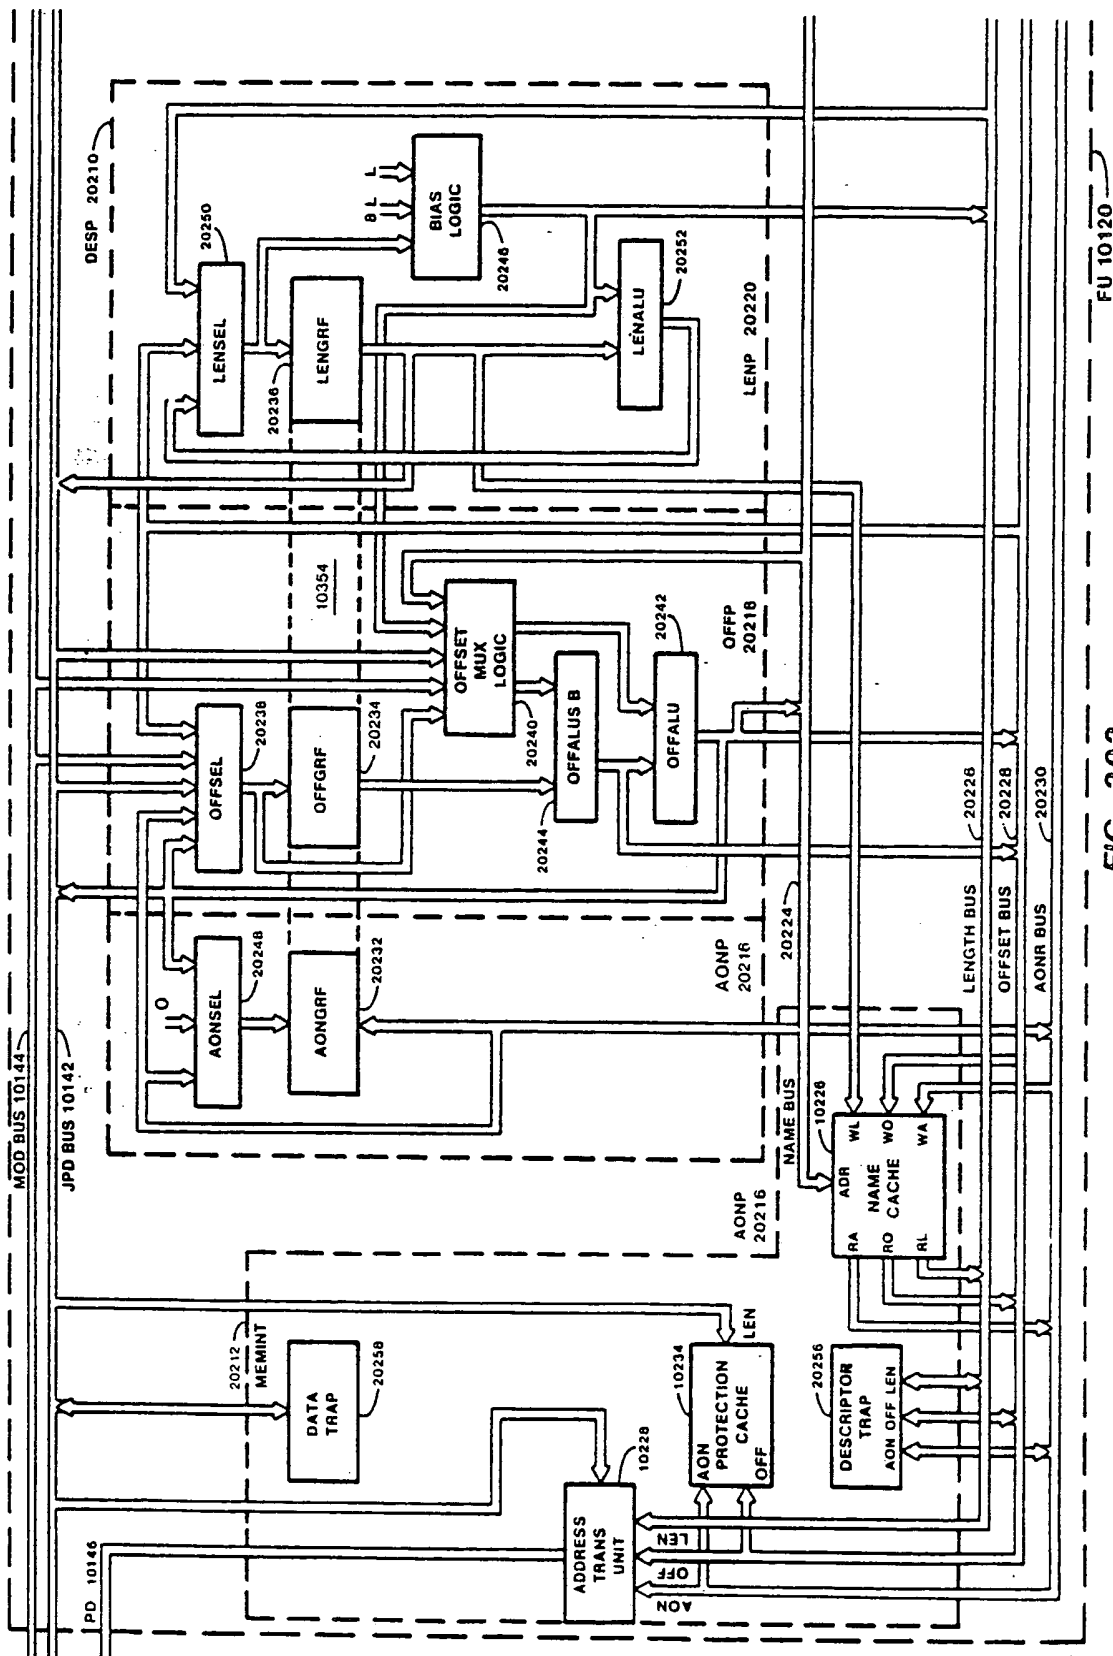 MOD BUS 10144
JPD BUS 10142
PD 10146
DESP 20210
20250
LENSEL
20236
LENGRF
8 L
L
BIAS
LOGIC
20246
LENALU
20252
LENP 20220
OFFSEL
20238
OFFGRF
20234
10354
OFFSET
MUX
LOGIC
20240
OFFALUS B
20244
OFFALU
20242
OFFP
20218
O
AONSEL
20248
AONGRF
20232
AONP
20216
NAME BUS
20224
LENGTH BUS 20226
OFFSET BUS 20228
AONR BUS 20230
10226
ADR
WL
NAME
CACHE
WO
WA
RA
RO
RL
AONP
20216
20212
MEMINT
DATA
TRAP
20258
10234
AON
PROTECTION
CACHE
OFF
LEN
20256
DESCRIPTOR
TRAP
AON OFF LEN
10228
ADDRESS
TRANS
UNIT
AON
OFF
LEN
FU 10120